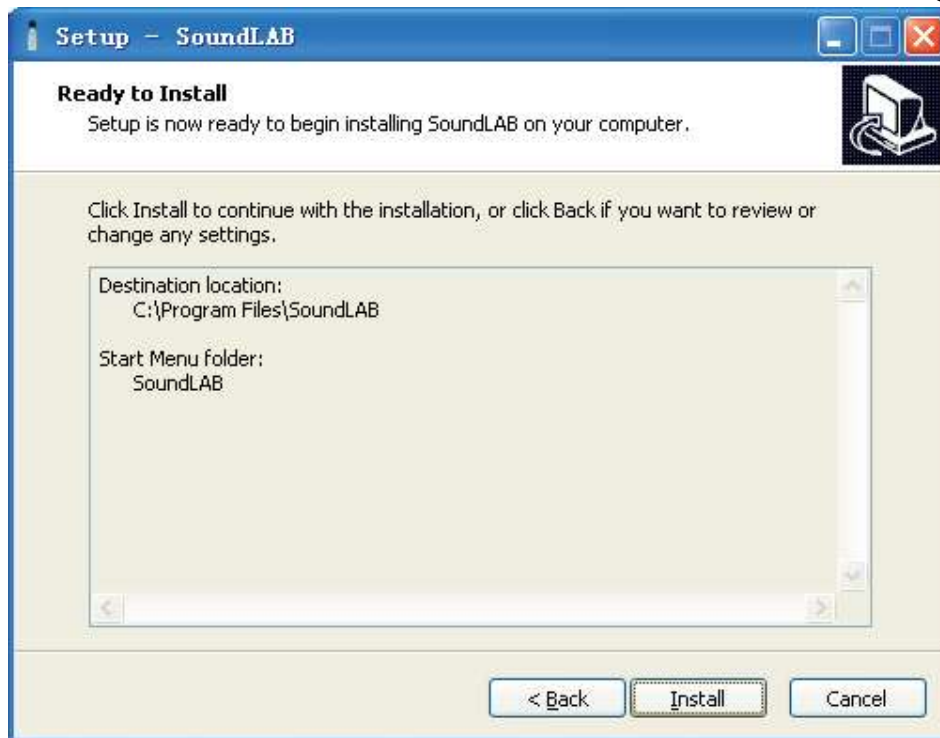 Setup - SoundLAB
Ready to Install
Setup is now ready to begin installing SoundLAB on your computer.
Click Install to continue with the installation, or click Back if you want to review or
change any settings.
Destination location:
C:\Program Files\SoundLAB
Start Menu folder:
SoundLAB
< Back
Install
Cancel